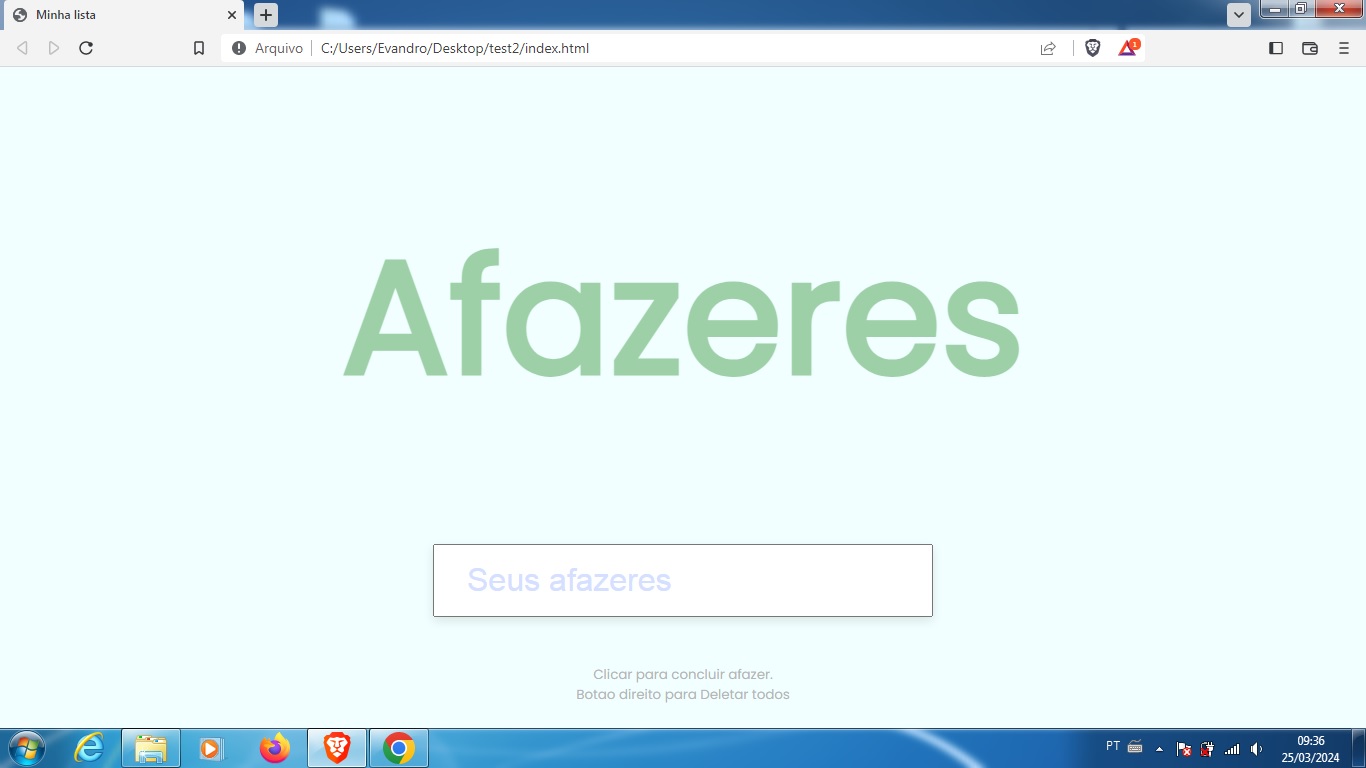 Minha lista
Arquivo
C:/Users/Evandro/Desktop/test2/index.html
1
Afazeres
Seus afazeres
Clicar para concluir afazer.
Botao direito para Deletar todos
PT
09:36
25/03/2024